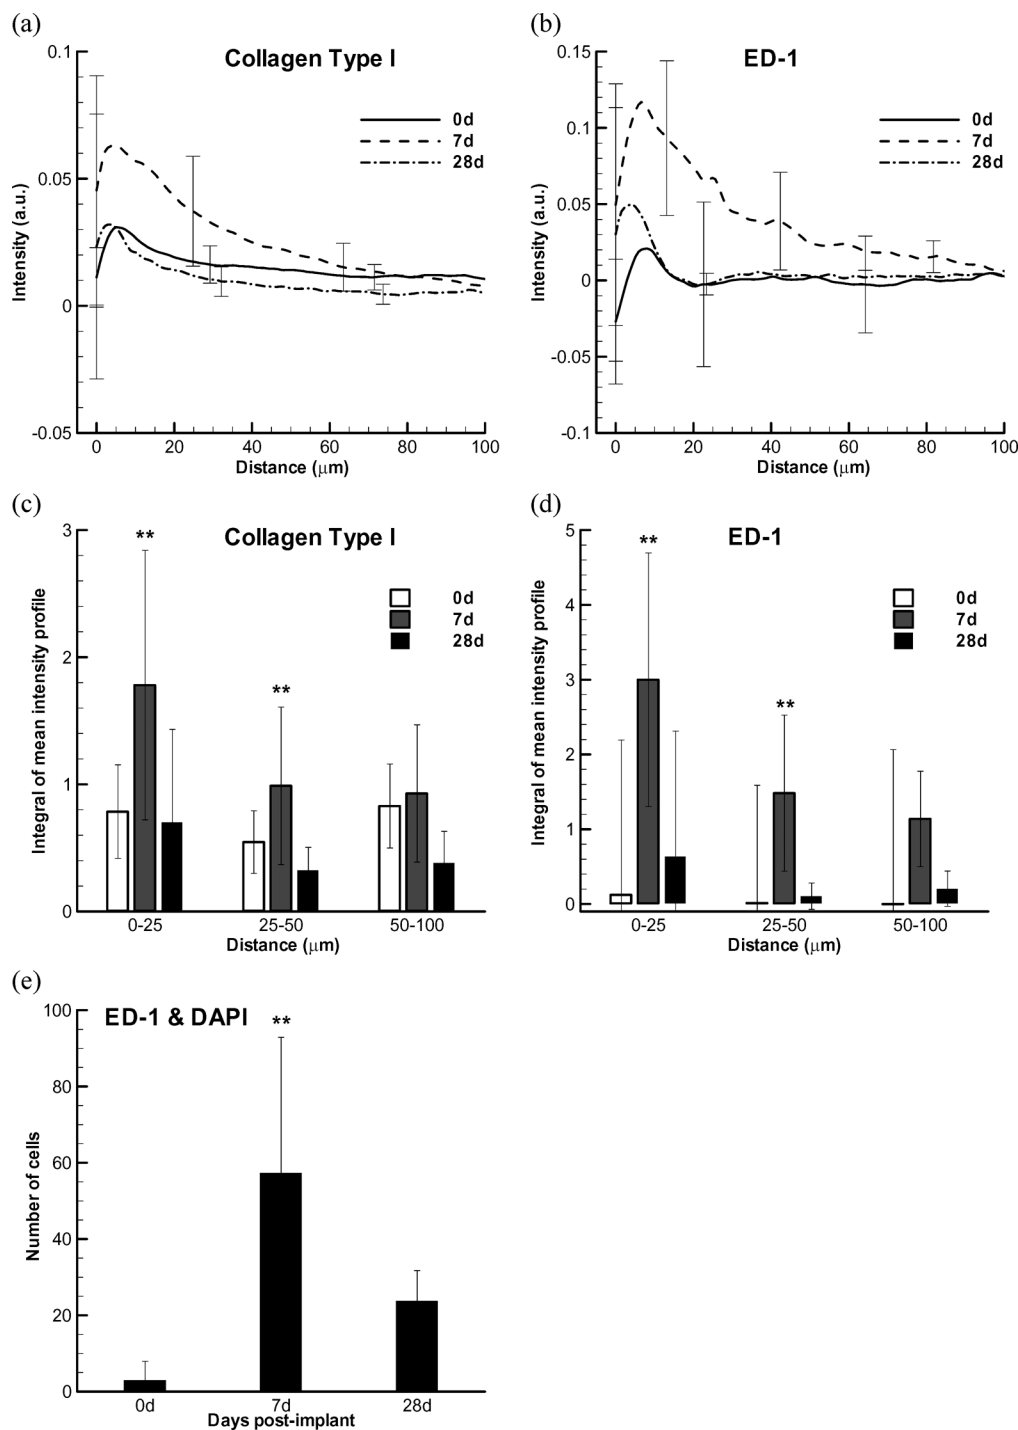 (a)
Collagen Type I
0.1
0.05
0
-0.05
Intensity (a.u.)
0d
7d
28d
0 20 40 60 80 100
Distance (μm)
(b)
ED-1
0.15
0.1
0.05
0
-0.05
-0.1
Intensity (a.u.)
0d
7d
28d
0 20 40 60 80 100
Distance (μm)
(c)
Collagen Type I
3
2
1
0
Integral of mean intensity profile
**
**
0d
7d
28d
0-25 25-50 50-100
Distance (μm)
(d)
ED-1
5
4
3
2
1
0
Integral of mean intensity profile
**
**
0d
7d
28d
0-25 25-50 50-100
Distance (μm)
(e)
ED-1 & DAPI
100
80
60
40
20
0
Number of cells
**
0d 7d 28d
Days post-implant